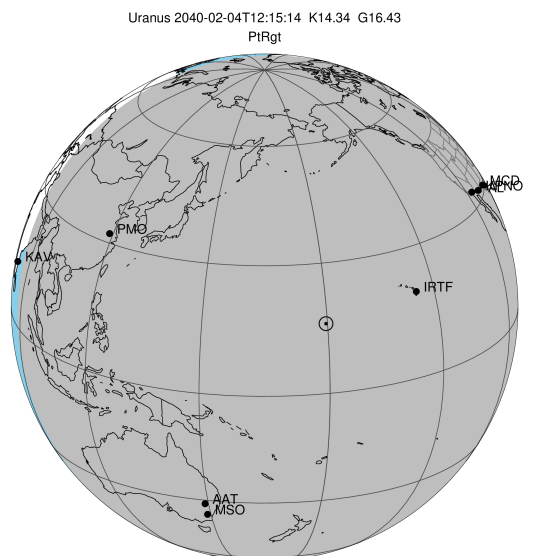 Uranus 2040-02-04T12:15:14 K14.34 G16.43
PtRgt
MCD
PMO
KAV
IRTF
AAT
MSO